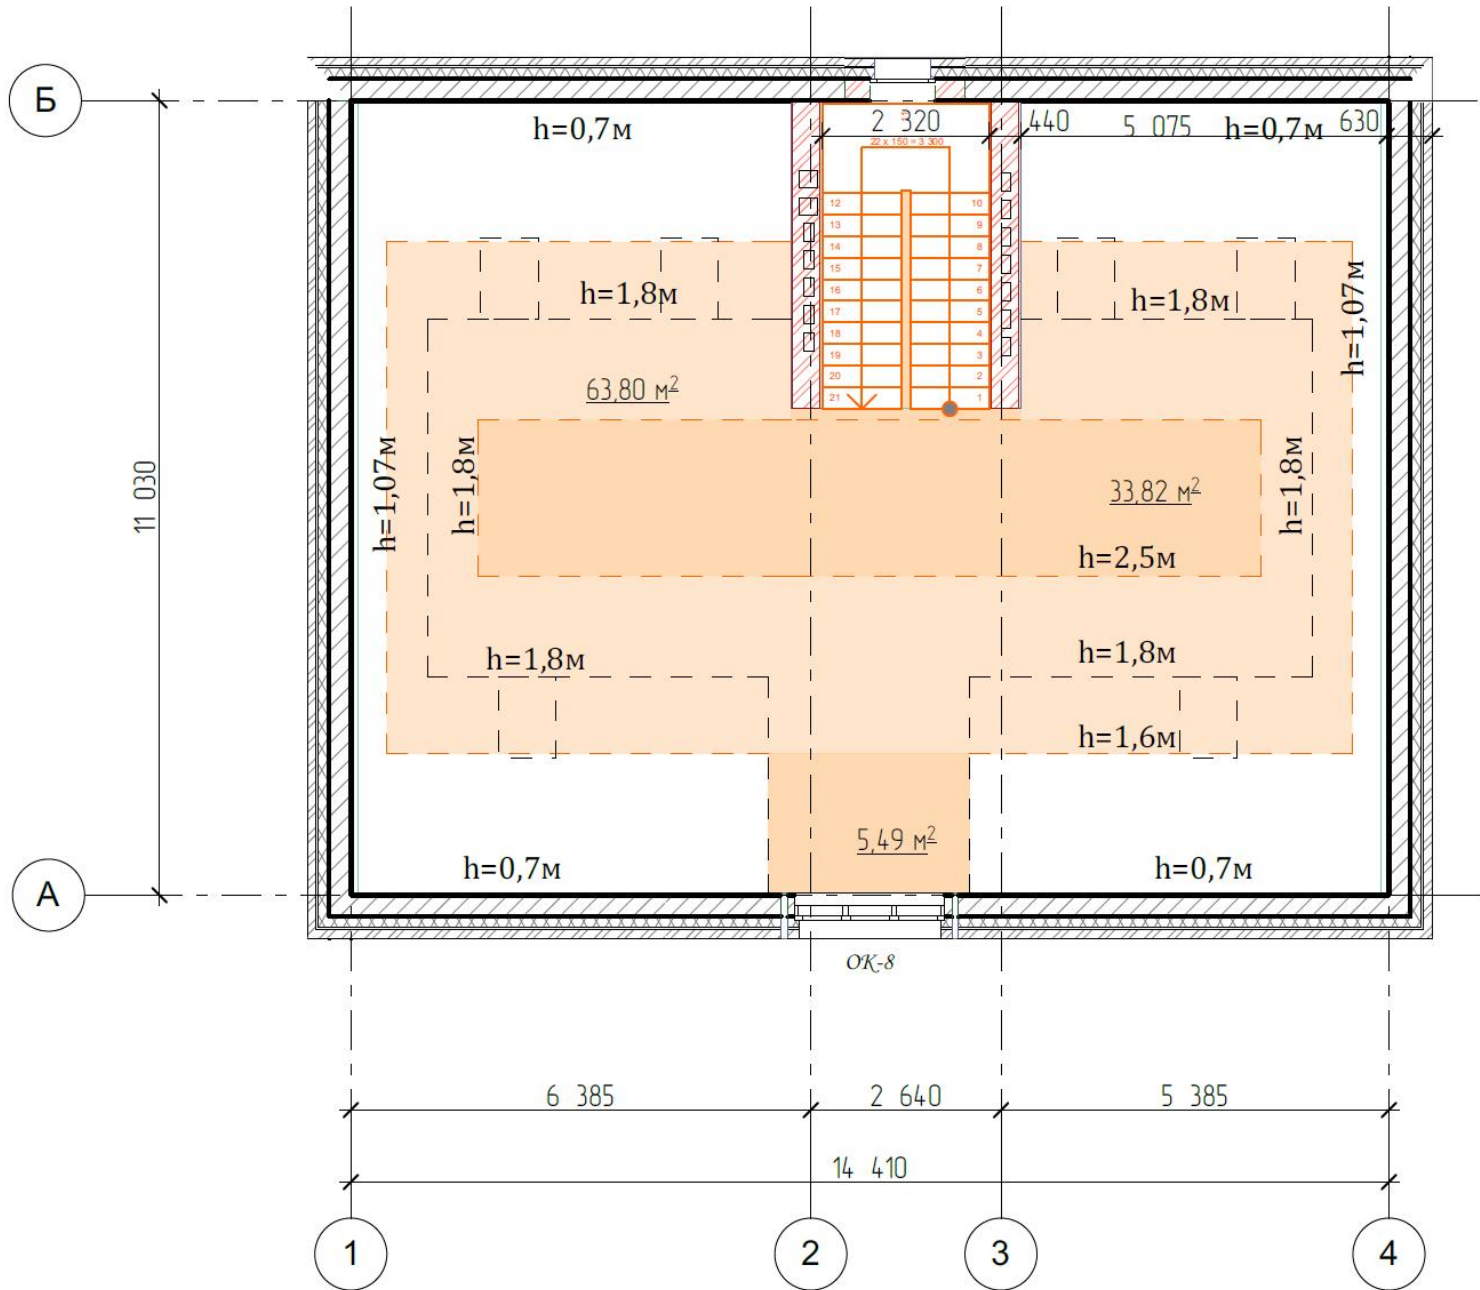 Б
h=0,7м
2 320
440
5 075
h=0,7м
630
22 x 150 = 3 300
12
10
13
9
14
8
15
7
16
6
17
5
18
4
19
3
20
2
21
1
h=1,8м
h=1,8м
h=1,07м
63,80 м²
h=1,07м
h=1,8м
33,82 м²
h=1,8м
h=2,5м
11 030
h=1,8м
h=1,8м
h=1,6м
5,49 м²
h=0,7м
h=0,7м
А
ОК-8
6 385
2 640
5 385
14 410
1
2
3
4